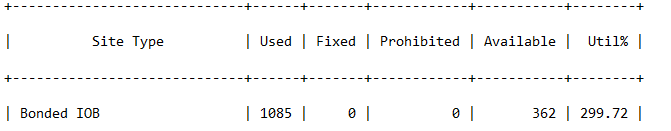 +-----------------------------+------+-------+------------+-----------+--------+
|          Site Type          | Used | Fixed | Prohibited | Available |  Util% |
+-----------------------------+------+-------+------------+-----------+--------+
| Bonded IOB                  | 1085 |     0 |          0 |       362 | 299.72 |